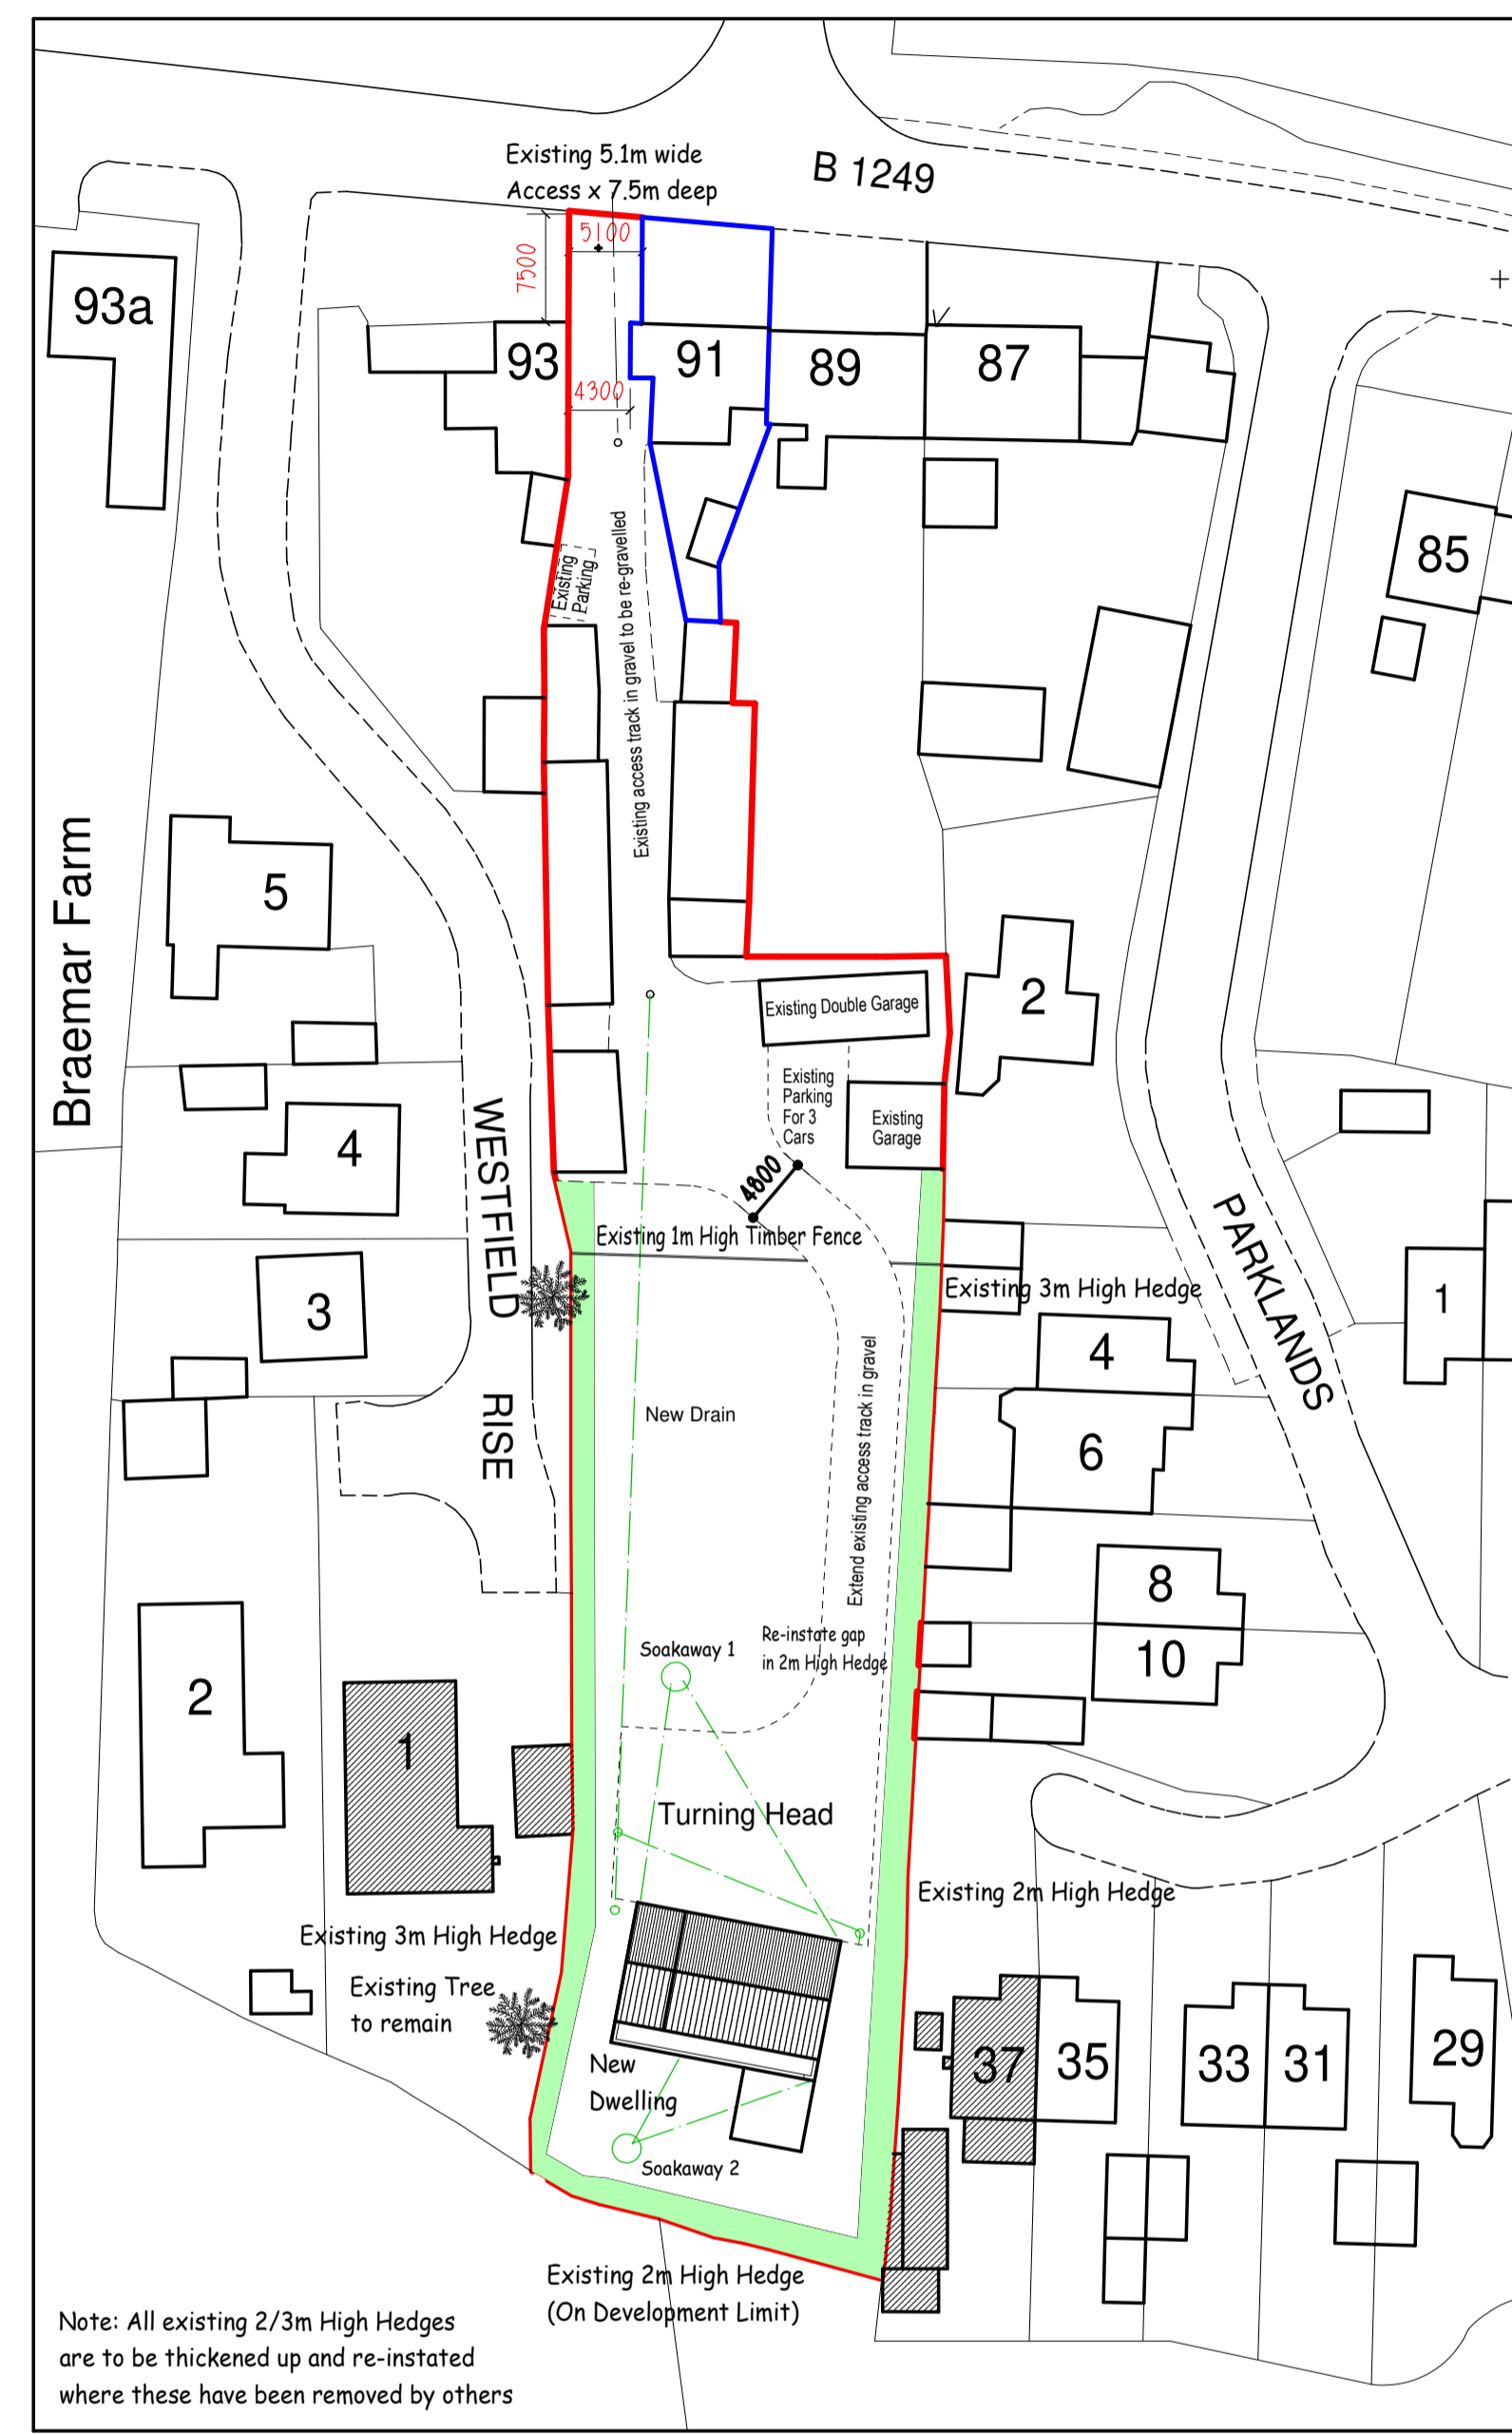 Existing 5.1m wide
Access x 7.5m deep
B 1249
5100
7500
93a
93
91
89
87
4300
85
Existing
Parking
Existing access track in gravel to be re-gravelled
Braemar Farm
5
2
Existing Double Garage
Existing
Parking
For 3
Cars
Existing
Garage
4
WESTFIELD RISE
4800
Existing 1m High Timber Fence
PARKLANDS
Existing 3m High Hedge
3
1
4
New Drain
Extend existing access track in gravel
6
8
10
Soakaway 1
Re-instate gap
in 2m High Hedge
2
1
Turning Head
Existing 2m High Hedge
Existing 3m High Hedge
Existing Tree
to remain
New
Dwelling
37
35
33
31
29
Soakaway 2
Existing 2m High Hedge
(On Development Limit)
Note: All existing 2/3m High Hedges
are to be thickened up and re-instated
where these have been removed by others